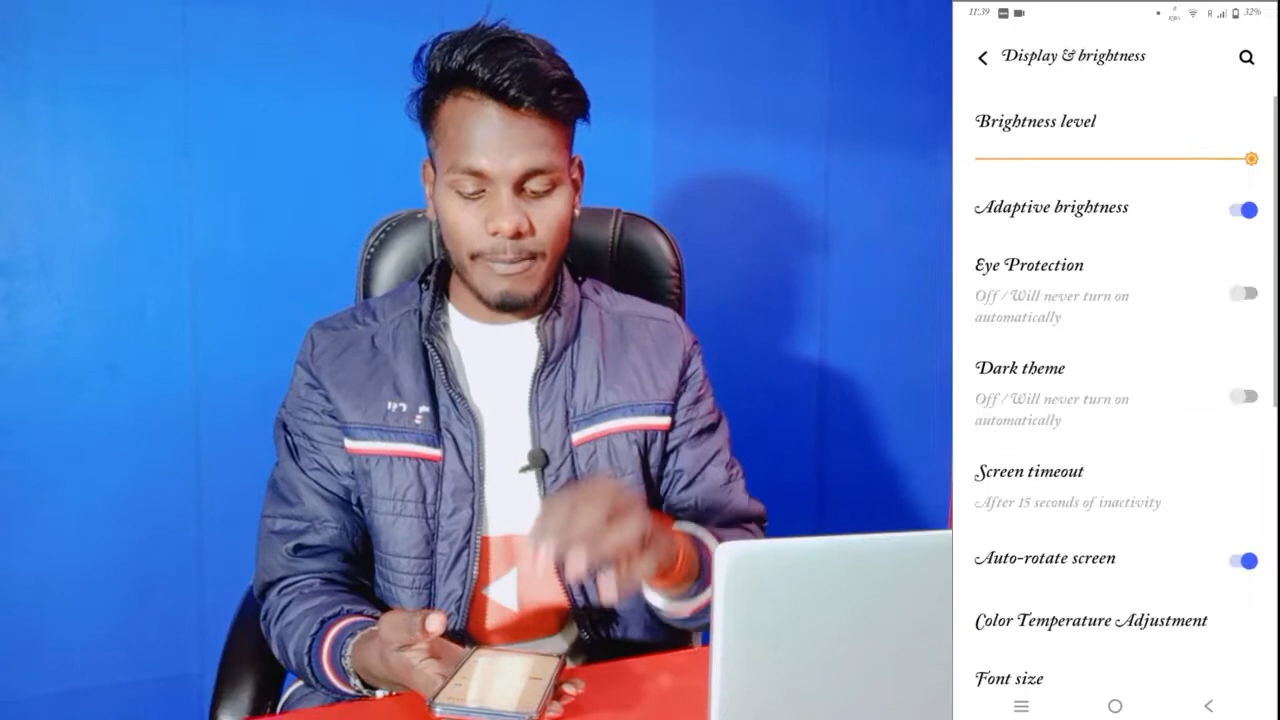 11:39
R 32%
Display & brightness
Brightness level
Adaptive brightness
Eye Protection
Off / Will never turn on
automatically
Dark theme
Off / Will never turn on
automatically
Screen timeout
After 15 seconds of inactivity
Auto-rotate screen
Color Temperature Adjustment
Font size